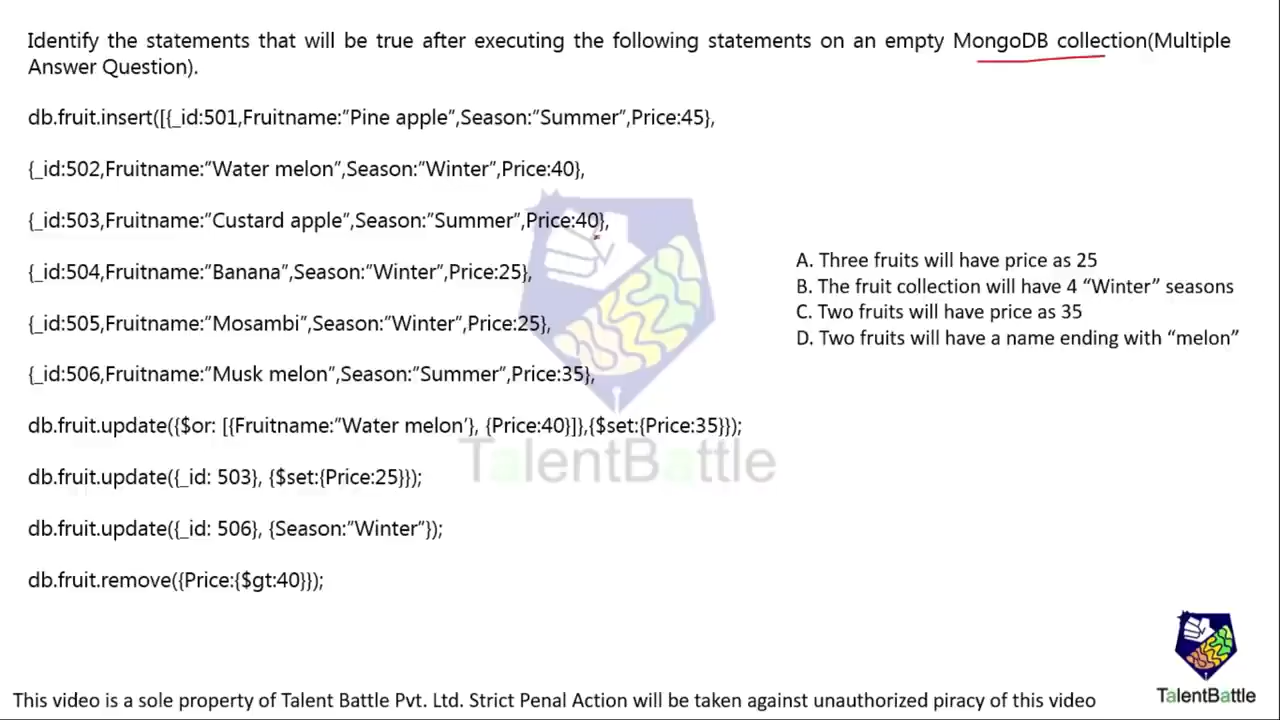 Identify the statements that will be true after executing the following statements on an empty MongoDB collection(Multiple
Answer Question).
db.fruit.insert([{_id:501,Fruitname:"Pine apple",Season:"Summer",Price:45},
{_id:502,Fruitname:"Water melon",Season:"Winter",Price:40},
{_id:503,Fruitname:"Custard apple",Season:"Summer",Price:40},
{_id:504,Fruitname:"Banana",Season:"Winter",Price:25},
{_id:505,Fruitname:"Mosambi",Season:"Winter",Price:25},
{_id:506,Fruitname:"Musk melon",Season:"Summer",Price:35},
db.fruit.update({$or: [{Fruitname:"Water melon'}, {Price:40}]},{$set:{Price:35}});
db.fruit.update({_id: 503}, {$set:{Price:25}});
db.fruit.update({_id: 506}, {Season:"Winter"});
db.fruit.remove({Price:{$gt:40}});
A. Three fruits will have price as 25
B. The fruit collection will have 4 "Winter" seasons
C. Two fruits will have price as 35
D. Two fruits will have a name ending with "melon"
TalentBattle
TalentBattle
This video is a sole property of Talent Battle Pvt. Ltd. Strict Penal Action will be taken against unauthorized piracy of this video